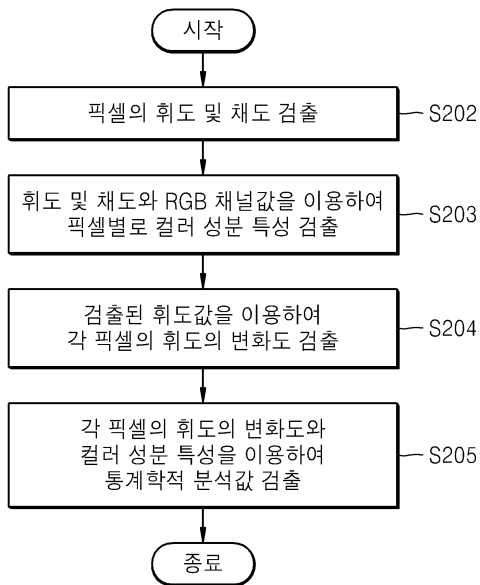 시작
픽셀의 휘도 및 채도 검출
S202
휘도 및 채도와 RGB 채널값을 이용하여
픽셀별로 컬러 성분 특성 검출
S203
검출된 휘도값을 이용하여
각 픽셀의 휘도의 변화도 검출
S204
각 픽셀의 휘도의 변화도와
컬러 성분 특성을 이용하여
통계학적 분석값 검출
S205
종료